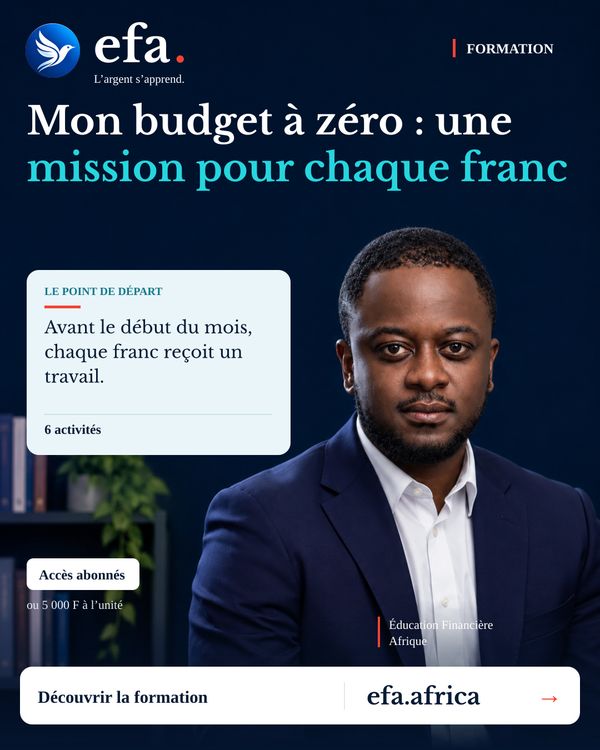 efa.
L’argent s’apprend.
FORMATION
Mon budget à zéro : une
mission pour chaque franc
LE POINT DE DÉPART
Avant le début du mois,
chaque franc reçoit un
travail.
6 activités
Accès abonnés
ou 5 000 F à l’unité
Éducation Financière
Afrique
Découvrir la formation
efa.africa →